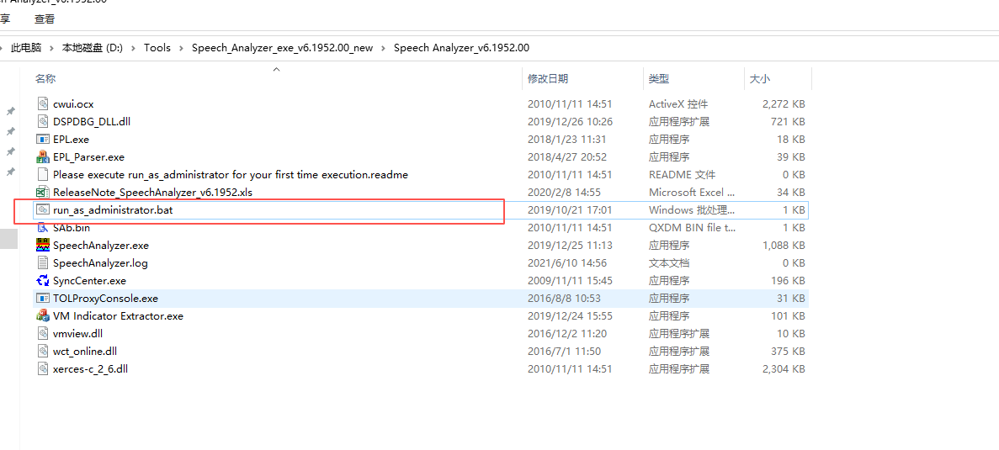 ch Analyzer_v6.1952.00
享 查看
此电脑 > 本地磁盘 (D:) > Tools > Speech_Analyzer_exe_v6.1952.00_new > Speech Analyzer_v6.1952.00
名称 修改日期 类型 大小
cwui.ocx 2010/11/11 14:51 ActiveX 控件 2,272 KB
DSPDBG_DLL.dll 2019/12/26 10:26 应用程序扩展 721 KB
EPL.exe 2018/1/23 11:31 应用程序 18 KB
EPL_Parser.exe 2018/4/27 20:52 应用程序 39 KB
Please execute run_as_administrator for your first time execution.readme 2010/11/11 14:51 README 文件 0 KB
ReleaseNote_SpeechAnalyzer_v6.1952.xls 2020/2/8 14:55 Microsoft Excel ... 34 KB
run_as_administrator.bat 2019/10/21 17:01 Windows 批处理... 1 KB
SAb.bin 2010/11/11 14:51 QXDM BIN file t... 1 KB
SpeechAnalyzer.exe 2019/12/25 11:13 应用程序 1,088 KB
SpeechAnalyzer.log 2021/6/10 14:56 文本文档 0 KB
SyncCenter.exe 2009/11/11 15:45 应用程序 196 KB
TOLProxyConsole.exe 2016/8/8 10:53 应用程序 31 KB
VM Indicator Extractor.exe 2019/12/24 15:55 应用程序 101 KB
vmview.dll 2016/12/2 11:20 应用程序扩展 10 KB
wct_online.dll 2016/7/1 11:50 应用程序扩展 375 KB
xerces-c_2_6.dll 2010/11/11 14:51 应用程序扩展 2,304 KB